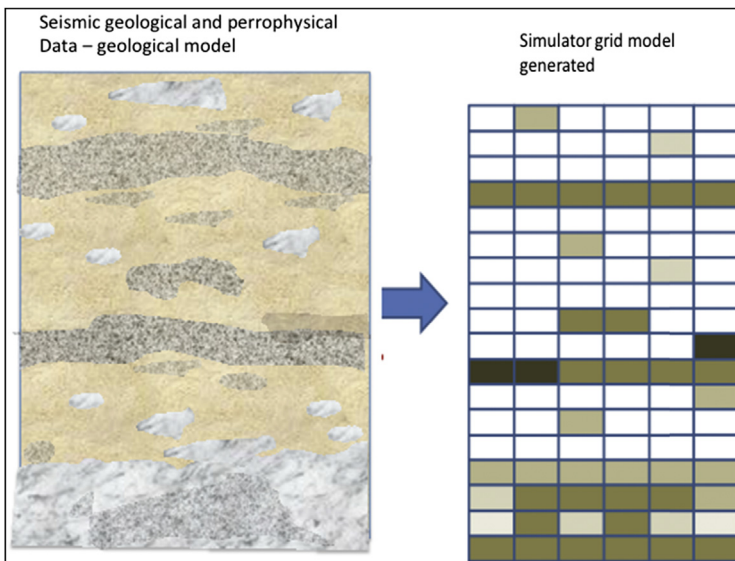 Seismic geological and perrophysical
Data – geological model
Simulator grid model
generated